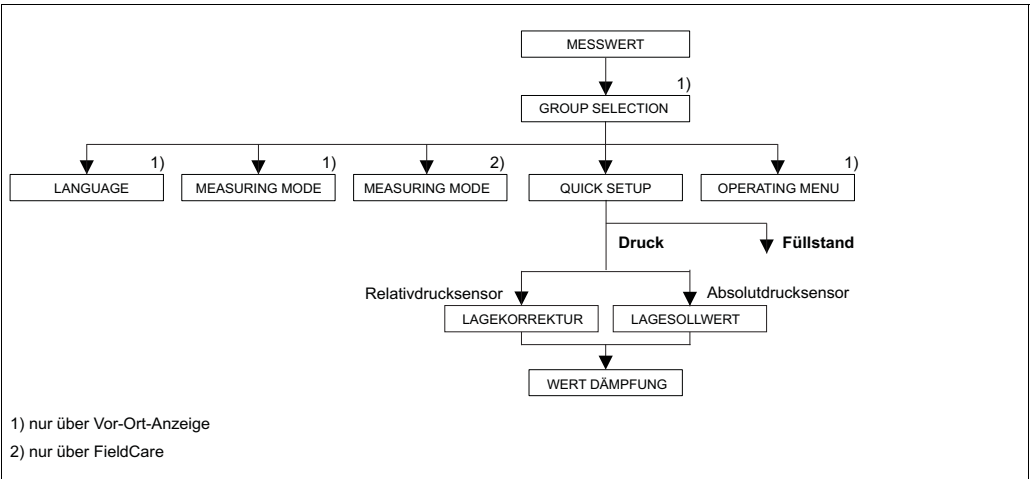 MESSWERT
1)
GROUP SELECTION
1)
1)
2)
1)
LANGUAGE
MEASURING MODE
MEASURING MODE
QUICK SETUP
OPERATING MENU
Druck
Füllstand
Relativdrucksensor
Absolutdrucksensor
LAGEKORREKTUR
LAGESOLLWERT
WERT DÄMPFUNG
1) nur über Vor-Ort-Anzeige
2) nur über FieldCare